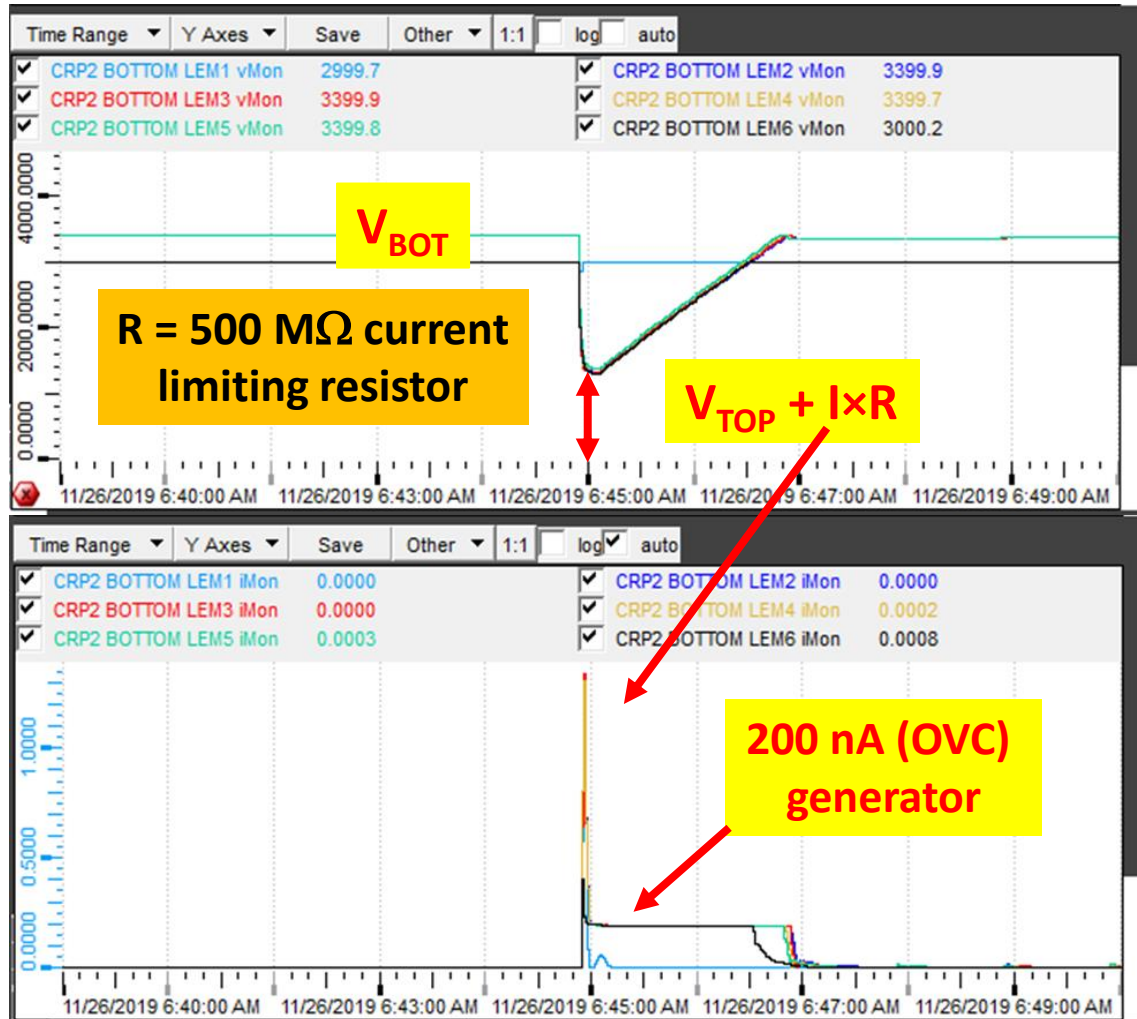 Time Range Y Axes Save Other 1:1 log auto
CRP2 BOTTOM LEM1 vMon 2999.7 CRP2 BOTTOM LEM2 vMon 3399.9
CRP2 BOTTOM LEM3 vMon 3399.9 CRP2 BOTTOM LEM4 vMon 3399.7
CRP2 BOTTOM LEM5 vMon 3399.8 CRP2 BOTTOM LEM6 vMon 3000.2
4000.0000
2000.0000
0.0000
V_BOT
R = 500 MΩ current
limiting resistor
V_TOP + I×R
11/26/2019 6:40:00 AM 11/26/2019 6:43:00 AM 11/26/2019 6:45:00 AM 11/26/2019 6:47:00 AM 11/26/2019 6:49:00 AM
Time Range Y Axes Save Other 1:1 log auto
CRP2 BOTTOM LEM1 iMon 0.0000 CRP2 BOTTOM LEM2 iMon 0.0000
CRP2 BOTTOM LEM3 iMon 0.0000 CRP2 BOTTOM LEM4 iMon 0.0002
CRP2 BOTTOM LEM5 iMon 0.0003 CRP2 BOTTOM LEM6 iMon 0.0008
1.0000
0.5000
0.0000
200 nA (OVC)
generator
11/26/2019 6:40:00 AM 11/26/2019 6:43:00 AM 11/26/2019 6:45:00 AM 11/26/2019 6:47:00 AM 11/26/2019 6:49:00 AM